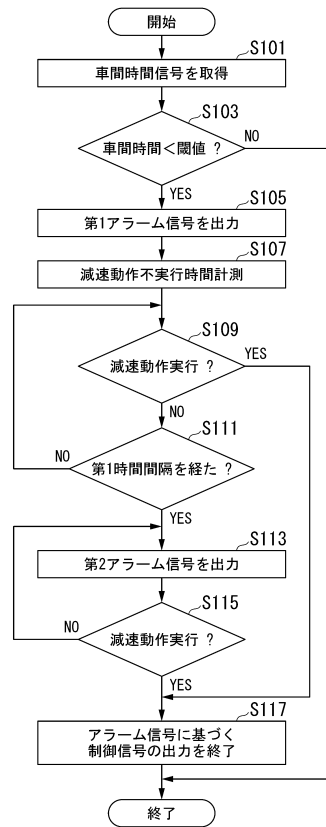 開始
S101
車間時間信号を取得
S103
車間時間<閾値 ?
NO
YES
S105
第1アラーム信号を出力
S107
減速動作不実行時間計測
S109
減速動作実行 ?
YES
NO
S111
第1時間間隔を経た ?
NO
YES
S113
第2アラーム信号を出力
S115
減速動作実行 ?
NO
YES
S117
アラーム信号に基づく
制御信号の出力を終了
終了